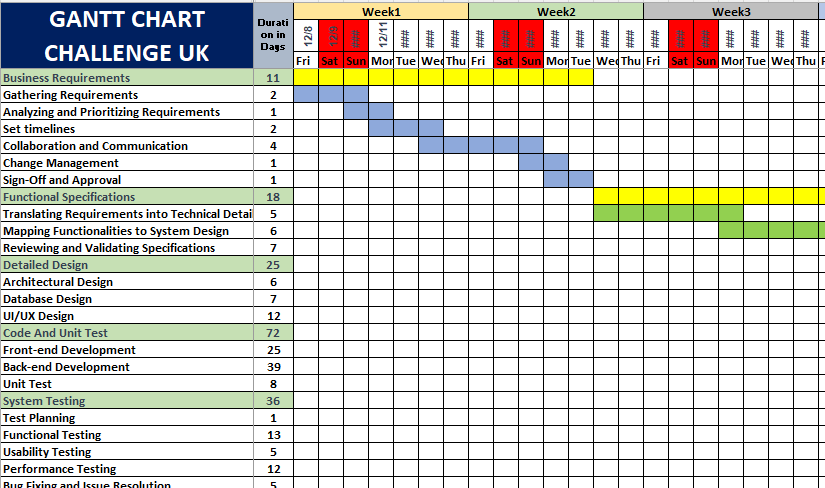 GANTT CHART
CHALLENGE UK
Durati
on in
Days
Week1 Week2 Week3
12/8 12/9 ### 12/11 ### ### ### ### ### ### ### ### ### ### ### ### ### ### ### ### ###
Fri Sat Sun Mor Tue Wec Thu Fri Sat Sun Mor Tue Wec Thu Fri Sat Sun Mor Tue Wec Thu
Business Requirements 11
Gathering Requirements 2
Analyzing and Prioritizing Requirements 1
Set timelines 2
Collaboration and Communication 4
Change Management 1
Sign-Off and Approval 1
Functional Specifications 18
Translating Requirements into Technical Detai 5
Mapping Functionalities to System Design 6
Reviewing and Validating Specifications 7
Detailed Design 25
Architectural Design 6
Database Design 7
UI/UX Design 12
Code And Unit Test 72
Front-end Development 25
Back-end Development 39
Unit Test 8
System Testing 36
Test Planning 1
Functional Testing 13
Usability Testing 5
Performance Testing 12
Bug Fixing and Issue Resolution 5